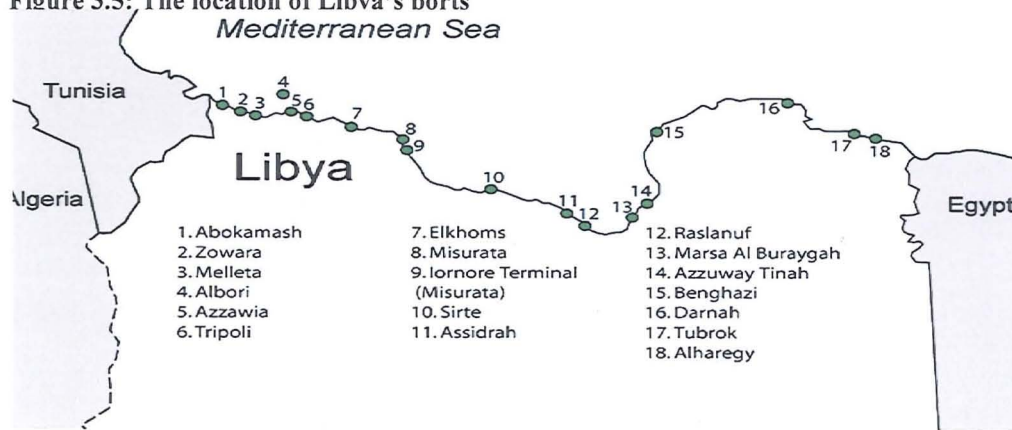 Figure 5.5: The location of Libya's ports
Mediterranean Sea
Tunisia
Algeria
Libya
Egypt
1
2
3
4
5
6
7
8
9
10
11
12
13
14
15
16
17
18
1. Abokamash
2. Zowara
3. Melleta
4. Albori
5. Azzawia
6. Tripoli
7. Elkhoms
8. Misurata
9. Iornore Terminal
(Misurata)
10. Sirte
11. Assidrah
12. Raslanuf
13. Marsa Al Buraygah
14. Azzuway Tinah
15. Benghazi
16. Darnah
17. Tubrok
18. Alharegy